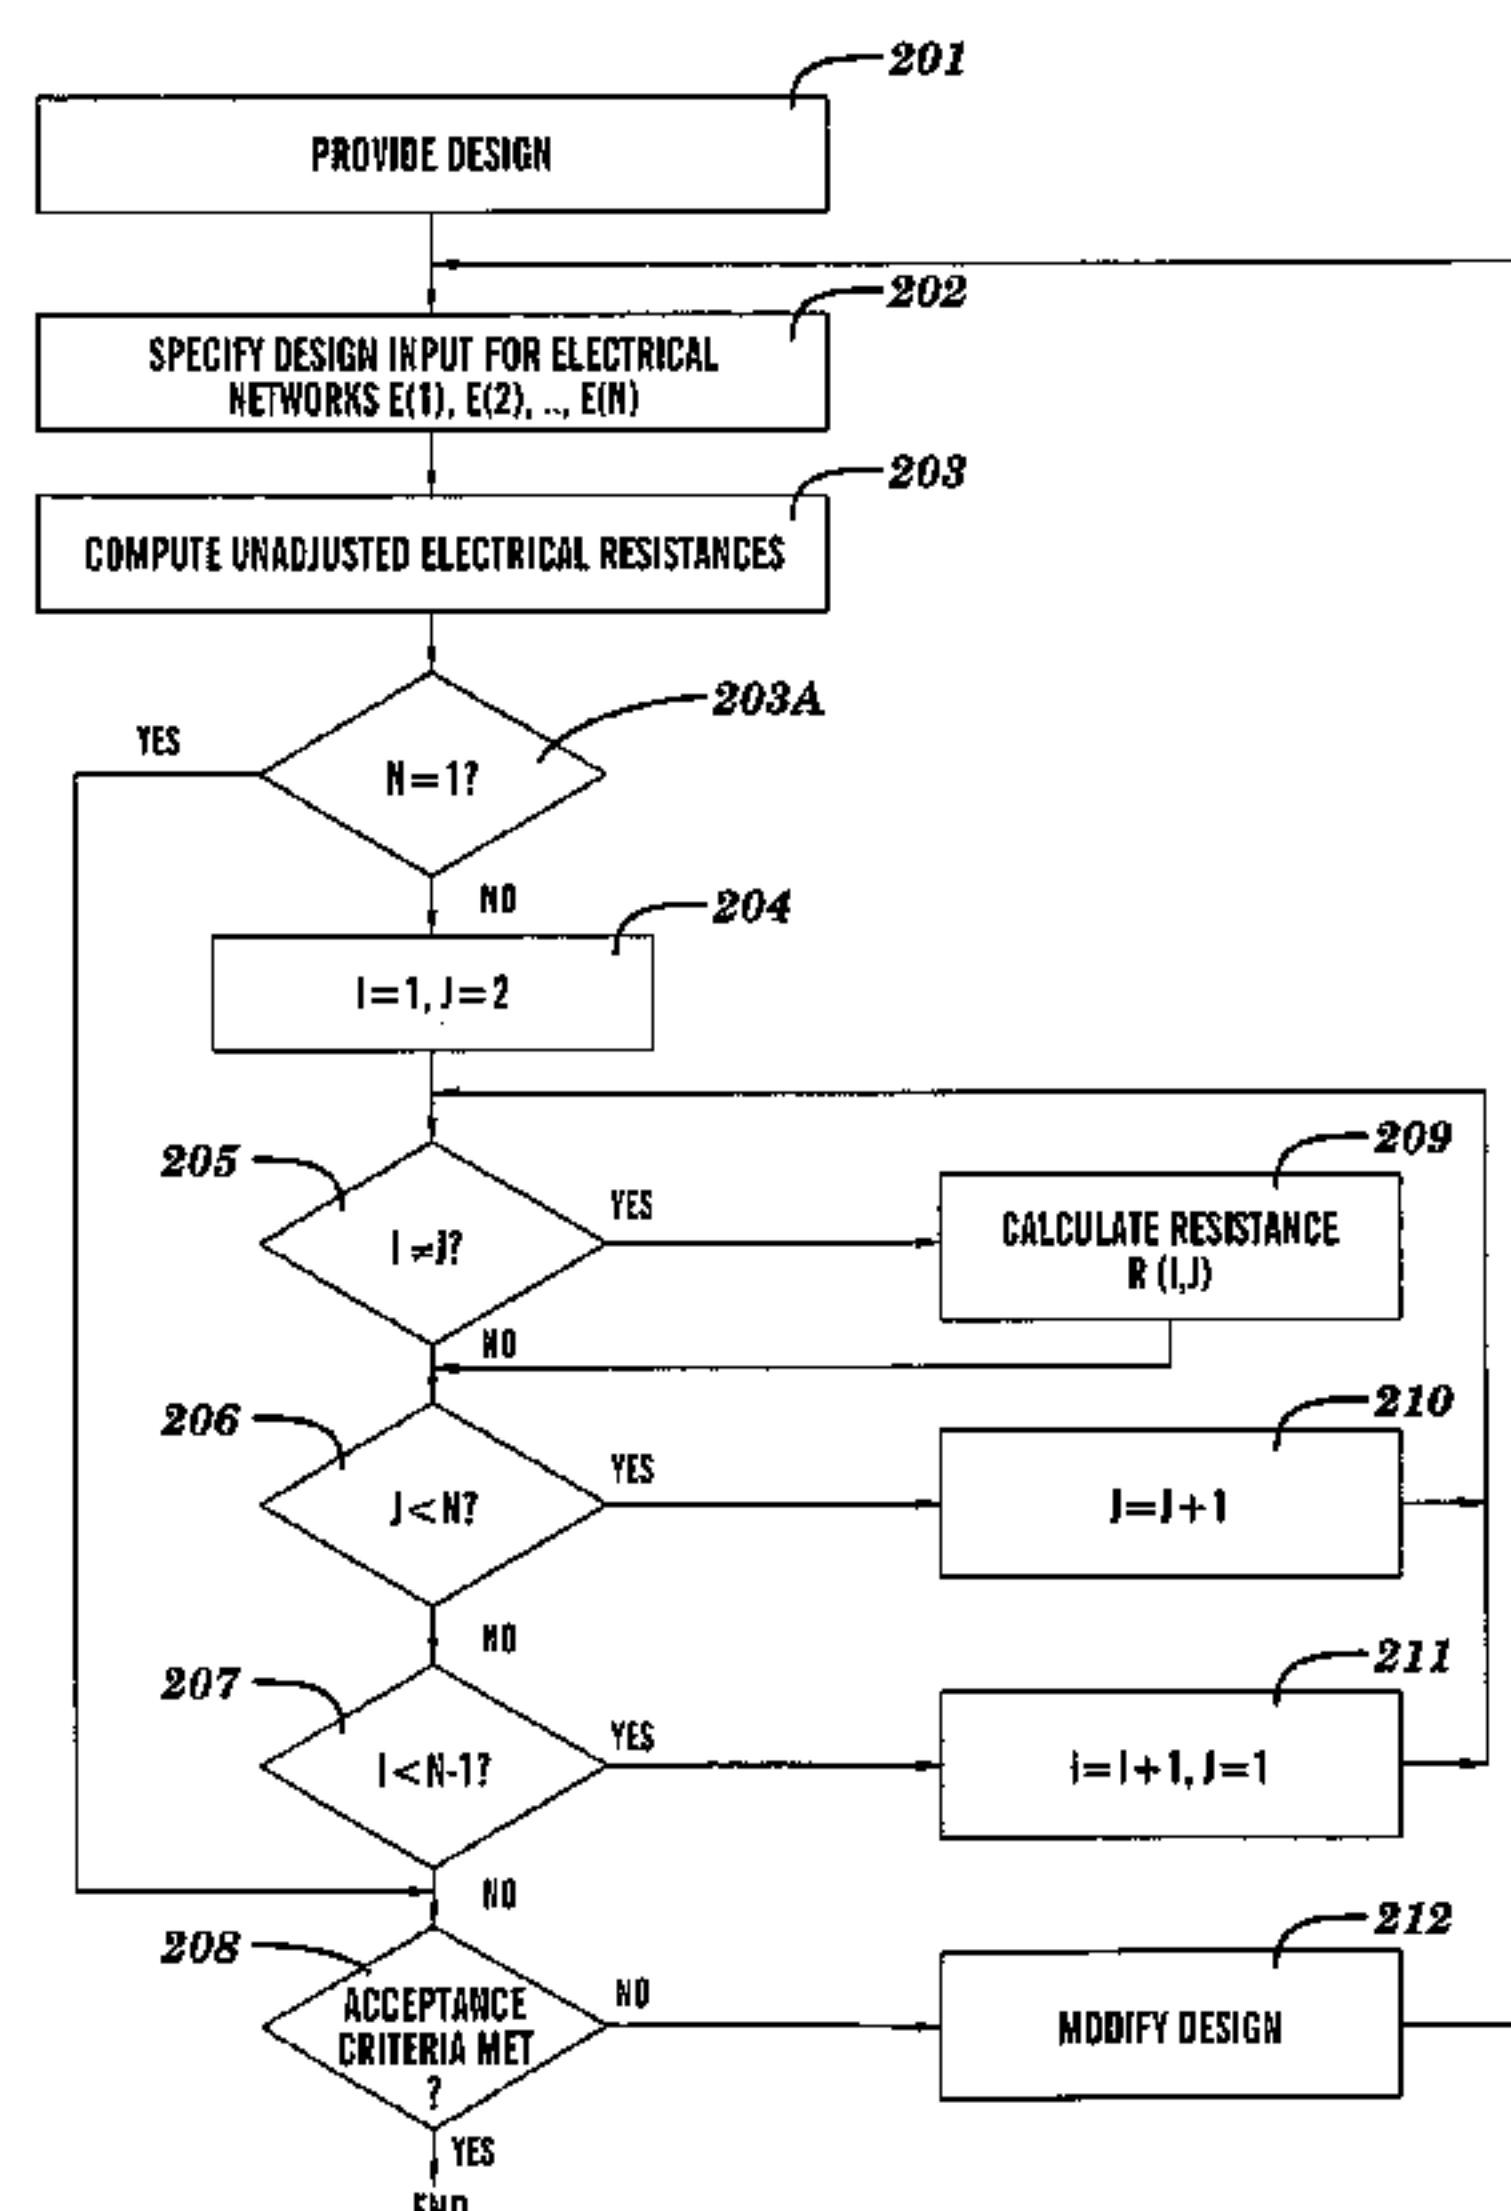 201
PROVIDE DESIGN
202
SPECIFY DESIGN INPUT FOR ELECTRICAL
NETWORKS E(1), E(2), .., E(N)
203
COMPUTE UNADJUSTED ELECTRICAL RESISTANCES
203A
YES
N=1?
NO
204
I=1, J=2
205
I≠J?
YES
209
CALCULATE RESISTANCE
R (I,J)
NO
206
J<N?
YES
210
J=J+1
NO
207
I<N-1?
YES
211
I=I+1, J=1
NO
208
ACCEPTANCE
CRITERIA MET
?
NO
212
MODIFY DESIGN
YES
END